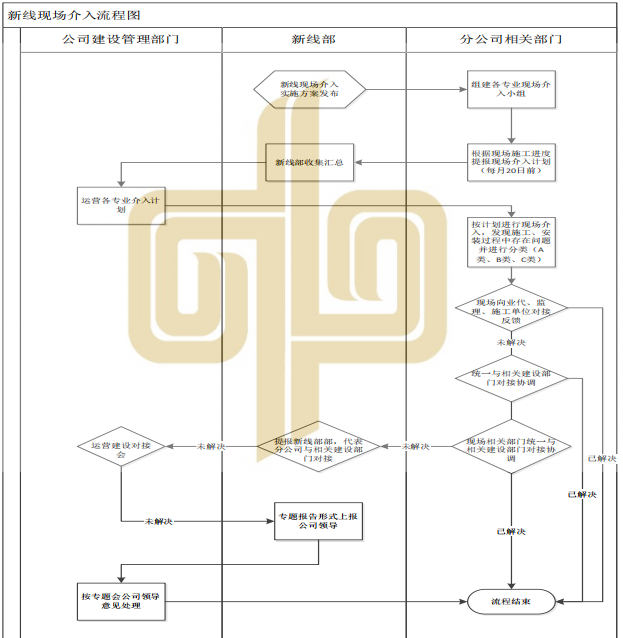 新线现场介入流程图
公司建设管理部门
新线部
分公司相关部门
新线现场介入
实施方案发布
组建各专业现场介
入小组
根据现场施工进度
提报现场介入计划
（每月20日前）
新线部收集汇总
运营各专业介入计
划
按计划进行现场介
入，发现施工、安
装过程中存在问题
并进行分类（A
类、B类、C类）
现场向业代、监
理、施工单位对接
反馈
未解决
统一与相关建设部
门对接协调
现场相关部门统一与
相关建设部门对接协
调
未解决
提报新线部部，代表
分公司与相关建设部
门对接
未解决
运营建设对接
会
已解决
已解决
未解决
专题报告形式上报
公司领导
已解决
按专题会公司领导
意见处理
流程结束